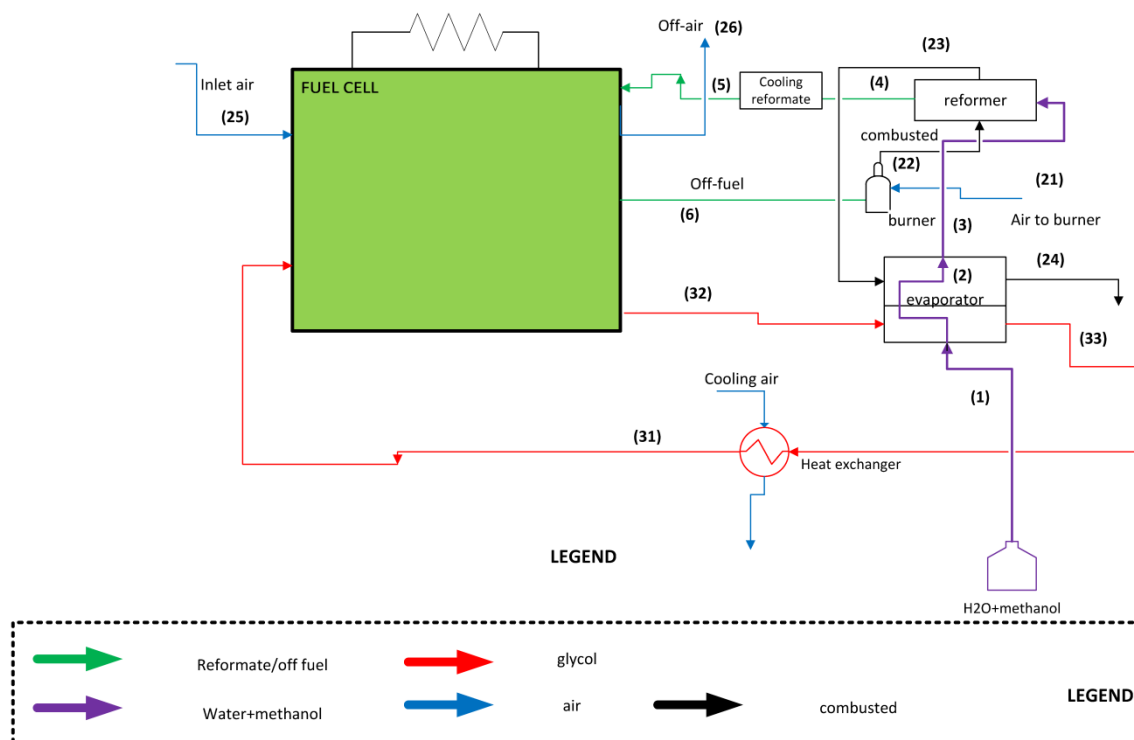 Off-air
(26)
(23)
Inlet air
(25)
FUEL CELL
(5)
Cooling
reformate
(4)
reformer
combusted
(22)
(21)
Off-fuel
(6)
burner
Air to burner
(3)
(24)
(2)
evaporator
(32)
(33)
Cooling air
(1)
(31)
Heat exchanger
LEGEND
H2O+methanol
Reformate/off fuel
glycol
Water+methanol
air
combusted
LEGEND